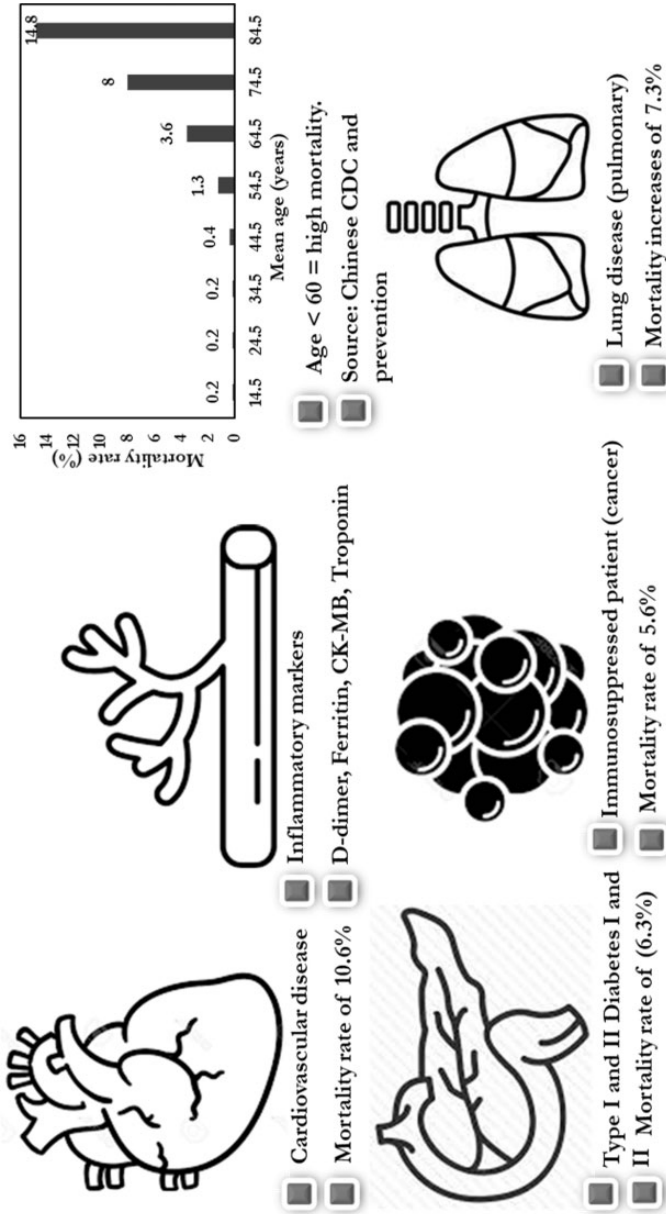 Cardiovascular disease
Mortality rate of 10.6%
Inflammatory markers
D-dimer, Ferritin, CK-MB, Troponin
Mortality rate (%)
16
14
12
10
8
6
4
2
0
0.2
0.2
0.2
0.4
1.3
3.6
8
14.8
14.5
24.5
34.5
44.5
54.5
64.5
74.5
84.5
Mean age (years)
Age < 60 = high mortality.
Source: Chinese CDC and
prevention
Type I and II Diabetes I and
II Mortality rate of (6.3%)
Immunosuppressed patient (cancer)
Mortality rate of 5.6%
Lung disease (pulmonary)
Mortality increases of 7.3%